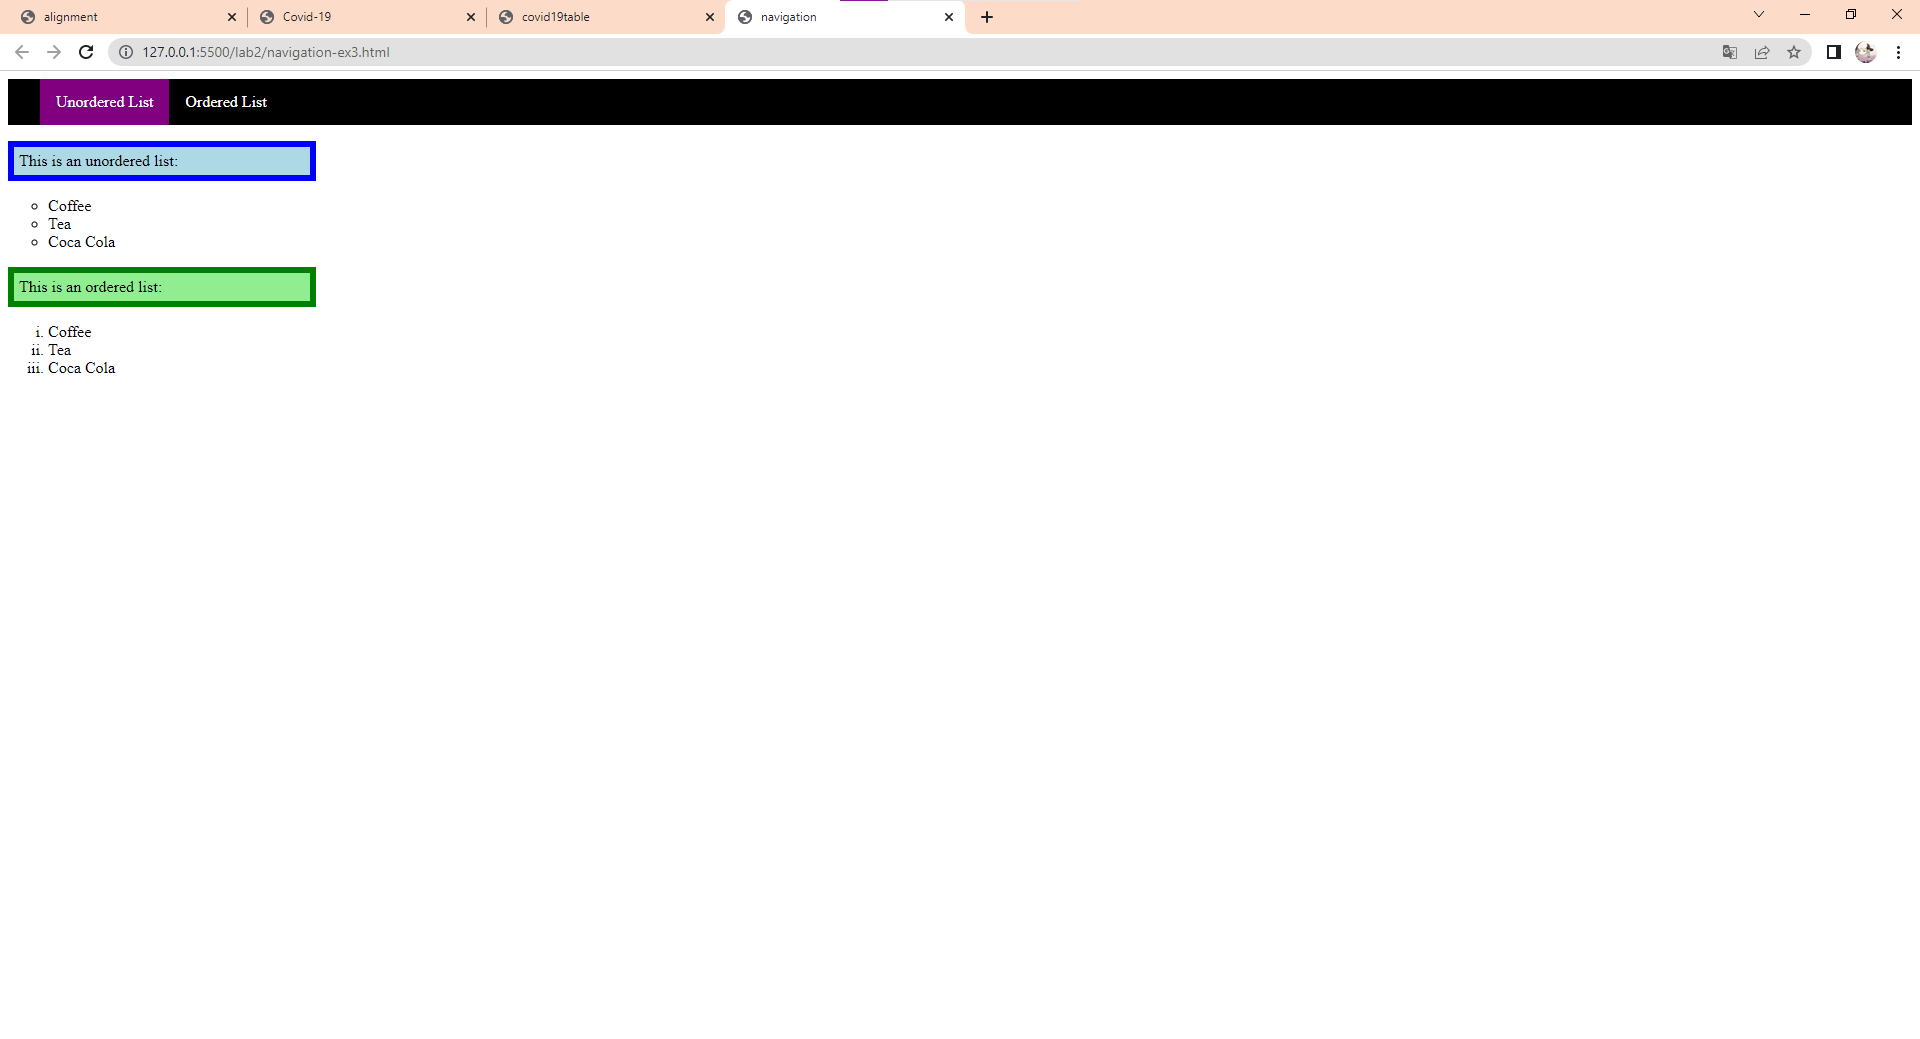 alignment Covid-19 covid19table navigation
127.0.0.1:5500/lab2/navigation-ex3.html
Unordered List Ordered List
This is an unordered list:
Coffee
Tea
Coca Cola
This is an ordered list:
i. Coffee
ii. Tea
iii. Coca Cola